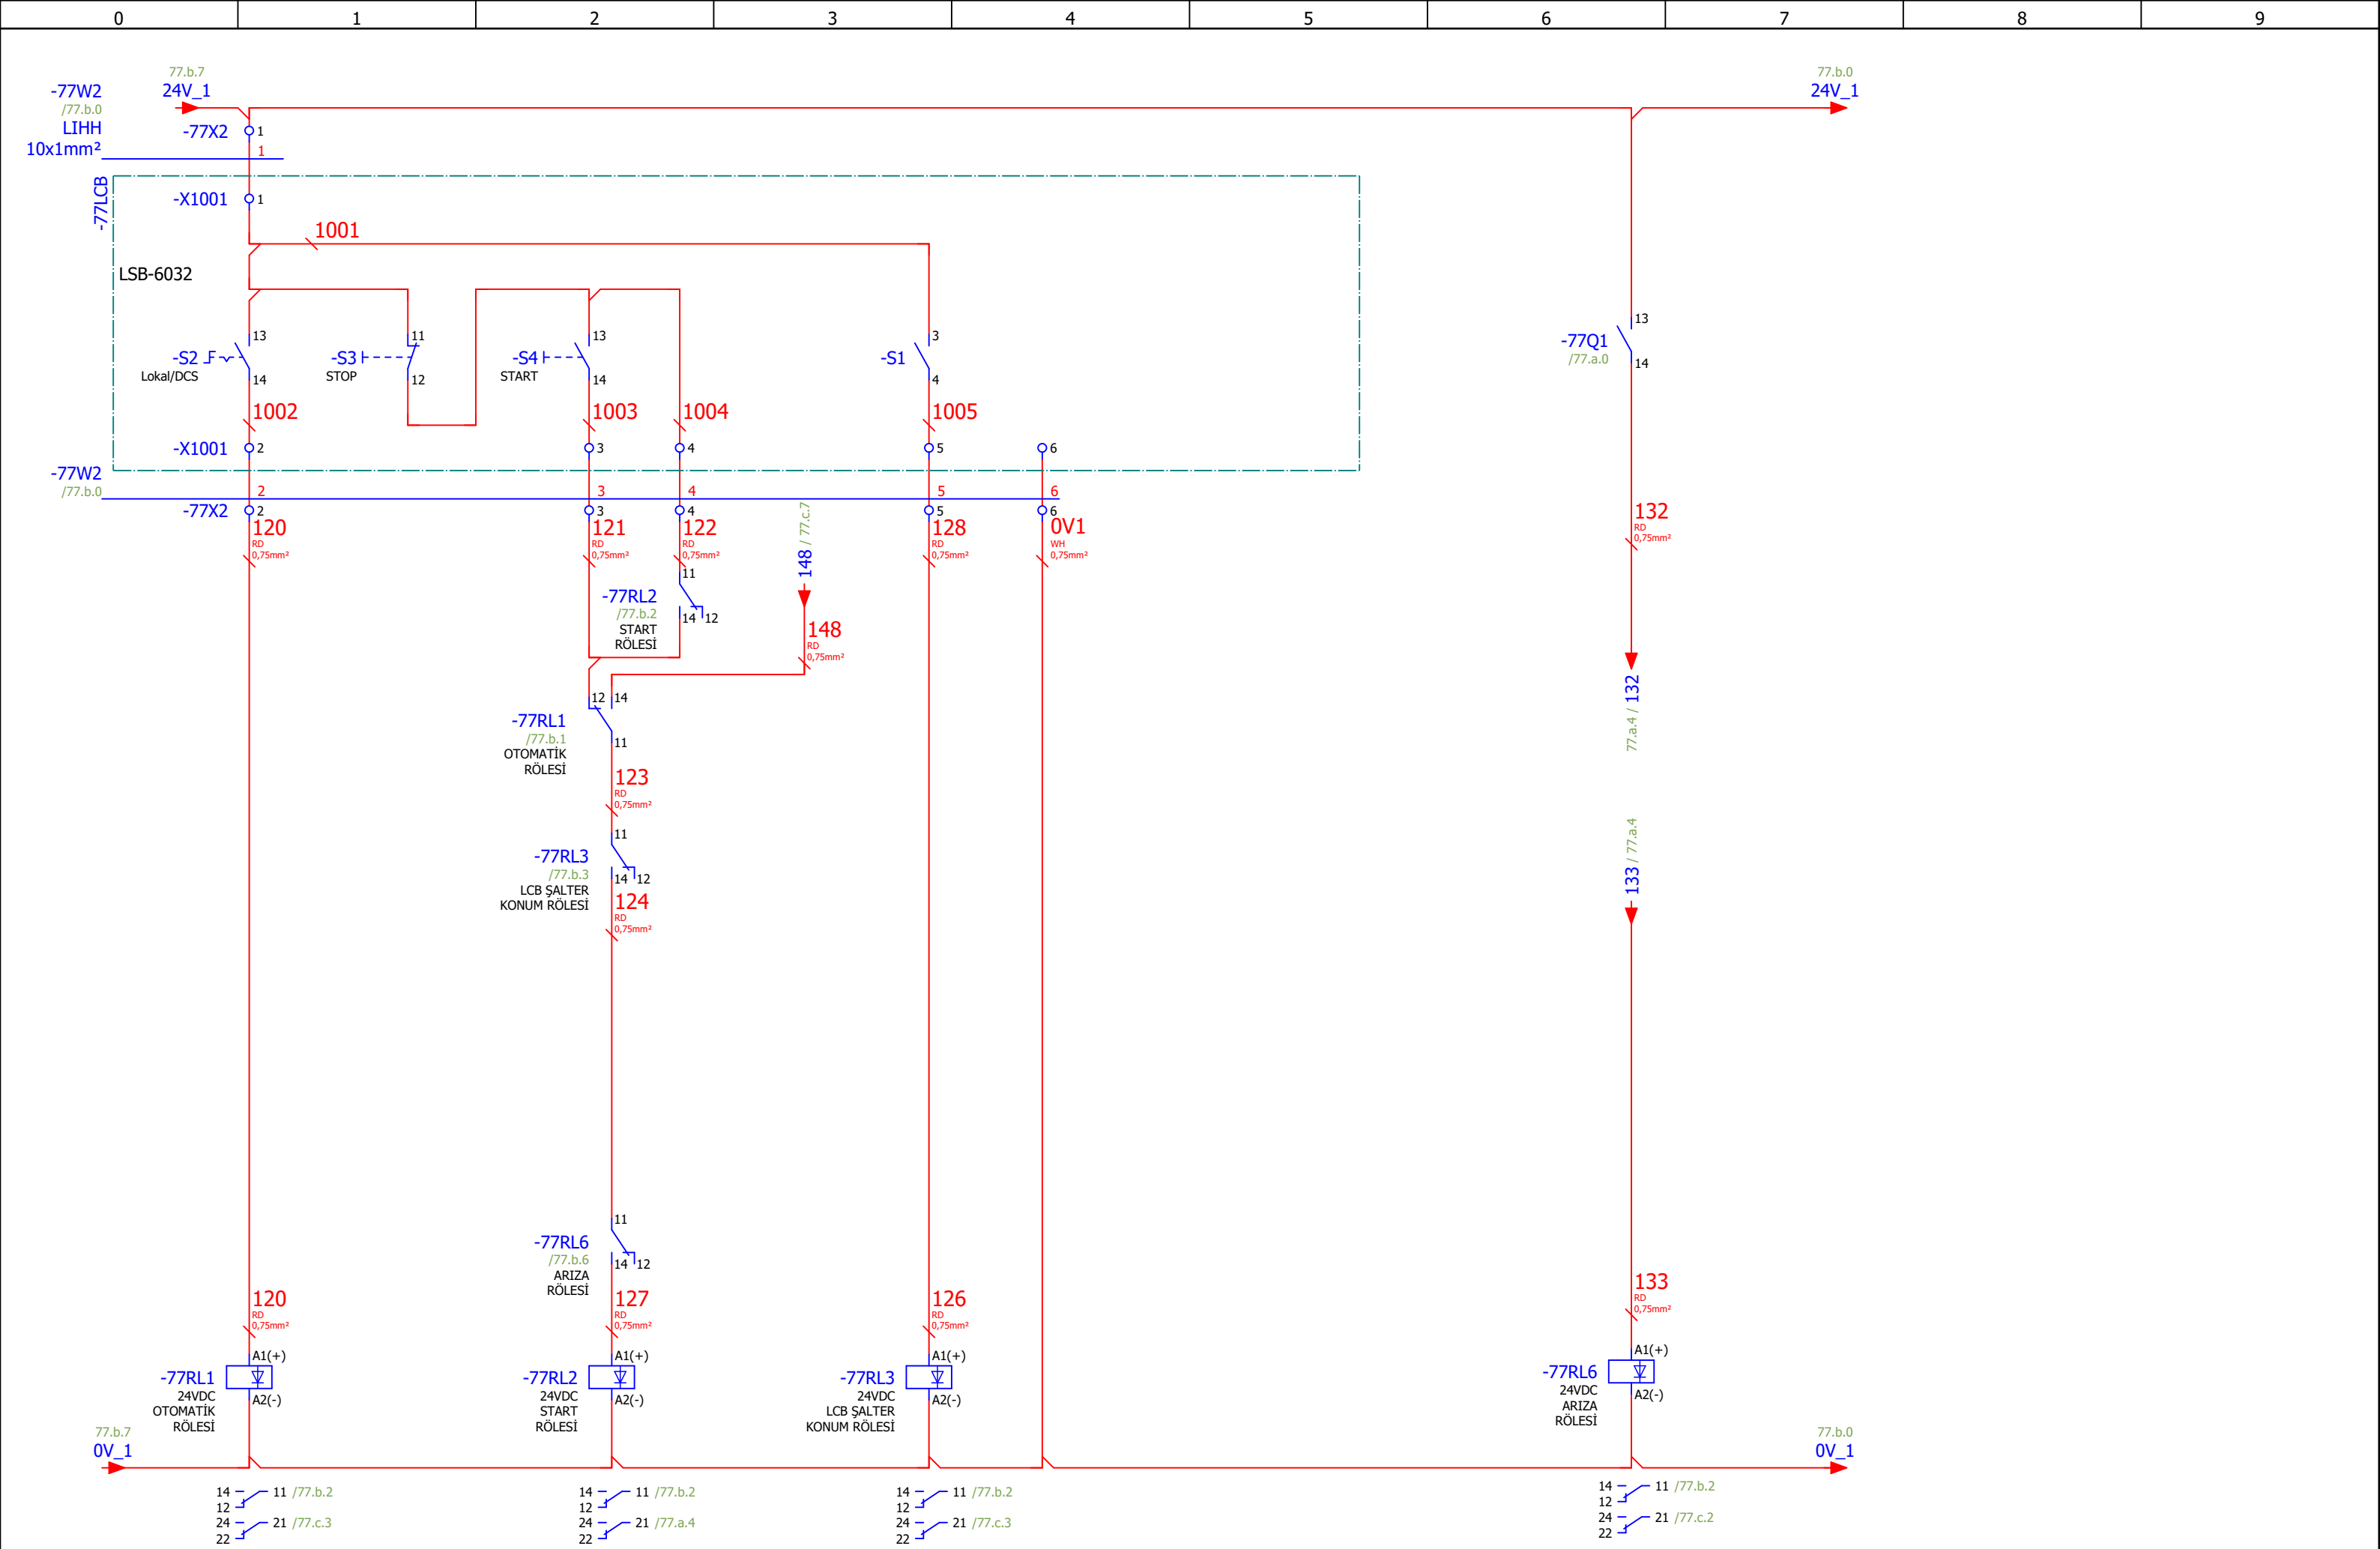 0 1 2 3 4 5 6 7 8 9
77.b.7
24V_1
77.b.0
24V_1
-77W2
/77.b.0
LIHH
10x1mm²
-77X2 1
1
-77LCB
-X1001 1
1001
LSB-6032
-S2
Lokal/DCS
13
14
-S3
STOP
11
12
-S4
START
13
14
-S1
3
4
-77Q1
/77.a.0
13
14
1002
1003
1004
1005
-X1001 2 3 4 5 6
-77W2
/77.b.0
2 3 4 5 6
-77X2 2 3 4 5 6
120
RD
0,75mm²
121
RD
0,75mm²
122
RD
0,75mm²
148 / 77.c.7
128
RD
0,75mm²
0V1
WH
0,75mm²
132
RD
0,75mm²
-77RL2
/77.b.2
START
RÖLESİ
11
14 12
148
RD
0,75mm²
77.a.4 / 132
12 14
-77RL1
/77.b.1
OTOMATİK
RÖLESİ
11
123
RD
0,75mm²
11
-77RL3
/77.b.3
LCB ŞALTER
KONUM RÖLESİ
14 12
124
RD
0,75mm²
133 / 77.a.4
11
-77RL6
/77.b.6
ARIZA
RÖLESİ
14 12
120
RD
0,75mm²
127
RD
0,75mm²
126
RD
0,75mm²
133
RD
0,75mm²
A1(+)
-77RL1
24VDC
OTOMATİK
RÖLESİ
A2(-)
A1(+)
-77RL2
24VDC
START
RÖLESİ
A2(-)
A1(+)
-77RL3
24VDC
LCB ŞALTER
KONUM RÖLESİ
A2(-)
A1(+)
-77RL6
24VDC
ARIZA
RÖLESİ
A2(-)
77.b.7
0V_1
77.b.0
0V_1
14 11 /77.b.2
12
24 21 /77.c.3
22
14 11 /77.b.2
12
24 21 /77.a.4
22
14 11 /77.b.2
12
24 21 /77.c.3
22
14 11 /77.b.2
12
24 21 /77.c.2
22